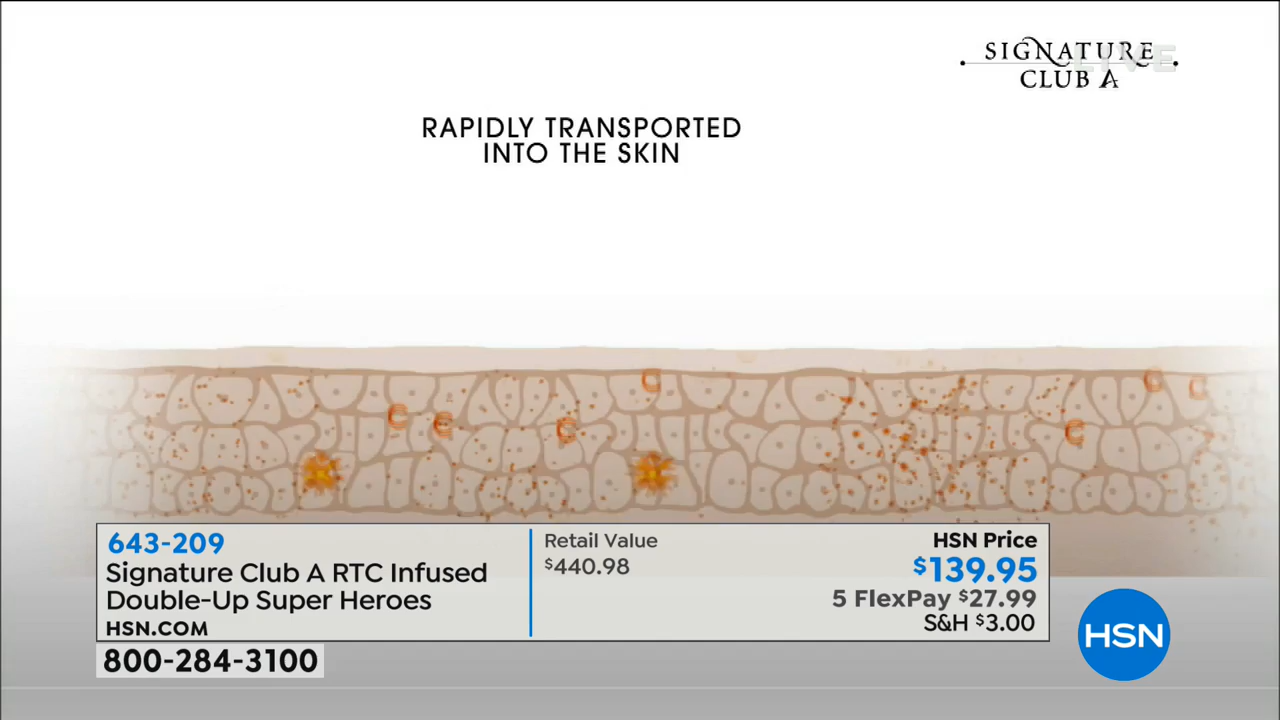 SIGNATURE
LIVE
CLUB A
RAPIDLY TRANSPORTED
INTO THE SKIN
C
C C C C C C
643-209
Signature Club A RTC Infused
Double-Up Super Heroes
HSN.COM
800-284-3100
Retail Value
$440.98
HSN Price
$139.95
5 FlexPay $27.99
S&H $3.00
HSN